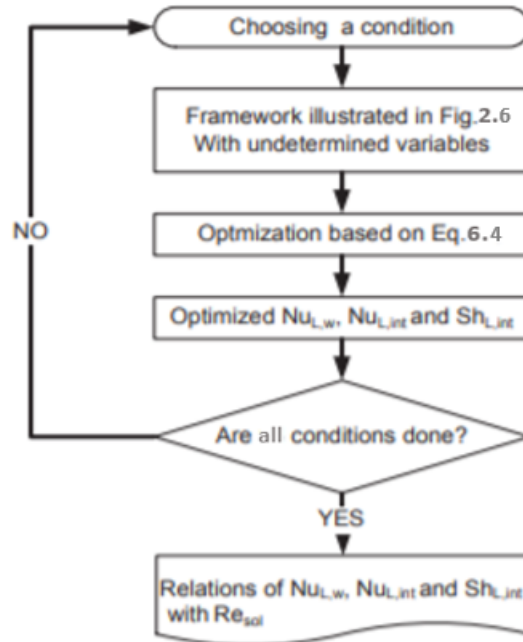 Choosing a condition
Framework illustrated in Fig.2.6
With undetermined variables
Optmization based on Eq.6.4
Optimized Nu_L,w, Nu_L,int and Sh_L,int
Are all conditions done?
NO
YES
Relations of Nu_L,w, Nu_L,int and Sh_L,int
with Re_sol